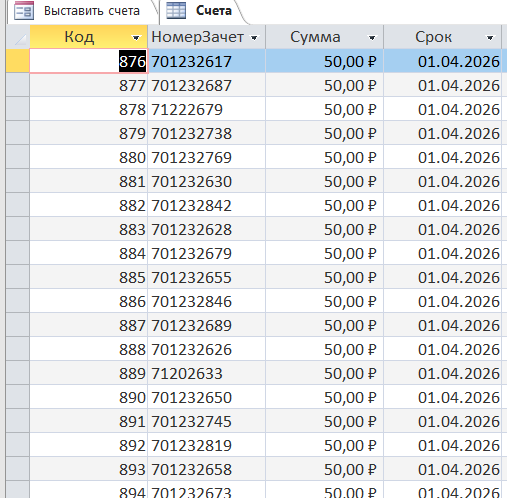 Выставить счета Счета
Код НомерЗачет Сумма Срок
876 701232617 50,00 ₽ 01.04.2026
877 701232687 50,00 ₽ 01.04.2026
878 71222679 50,00 ₽ 01.04.2026
879 701232738 50,00 ₽ 01.04.2026
880 701232769 50,00 ₽ 01.04.2026
881 701232630 50,00 ₽ 01.04.2026
882 701232842 50,00 ₽ 01.04.2026
883 701232628 50,00 ₽ 01.04.2026
884 701232679 50,00 ₽ 01.04.2026
885 701232655 50,00 ₽ 01.04.2026
886 701232846 50,00 ₽ 01.04.2026
887 701232689 50,00 ₽ 01.04.2026
888 701232626 50,00 ₽ 01.04.2026
889 71202633 50,00 ₽ 01.04.2026
890 701232650 50,00 ₽ 01.04.2026
891 701232745 50,00 ₽ 01.04.2026
892 701232819 50,00 ₽ 01.04.2026
893 701232658 50,00 ₽ 01.04.2026
894 701232673 50,00 ₽ 01.04.2026